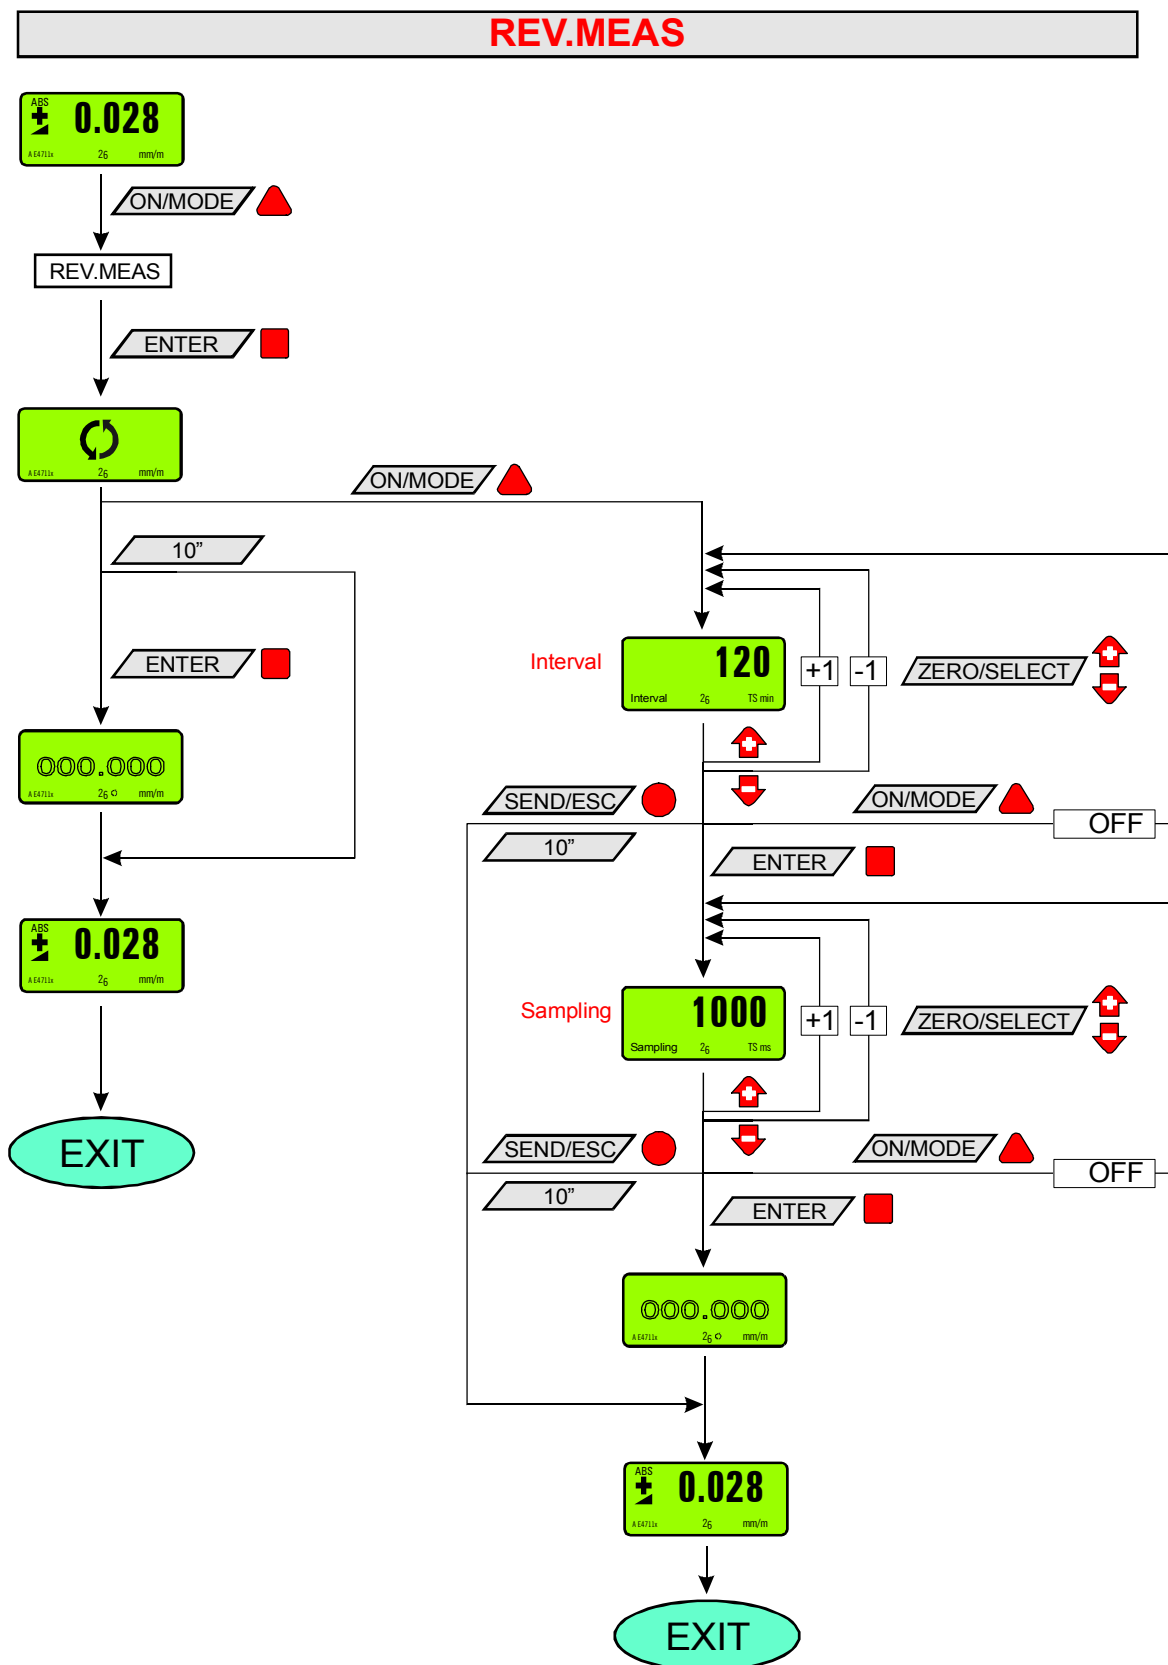 REV.MEAS
ABS
0.028
A E4711x 26 mm/m
ON/MODE
REV.MEAS
ENTER
A E4711x 26 mm/m
ON/MODE
10”
ENTER
000.000
A E4711x 26 mm/m
ABS
0.028
A E4711x 26 mm/m
EXIT
Interval
120
Interval 26 TS min
+1 -1
ZERO/SELECT
SEND/ESC
ON/MODE
OFF
10”
ENTER
Sampling
1000
Sampling 26 TS ms
+1 -1
ZERO/SELECT
SEND/ESC
ON/MODE
OFF
10”
ENTER
000.000
A E4711x 26 mm/m
ABS
0.028
A E4711x 26 mm/m
EXIT